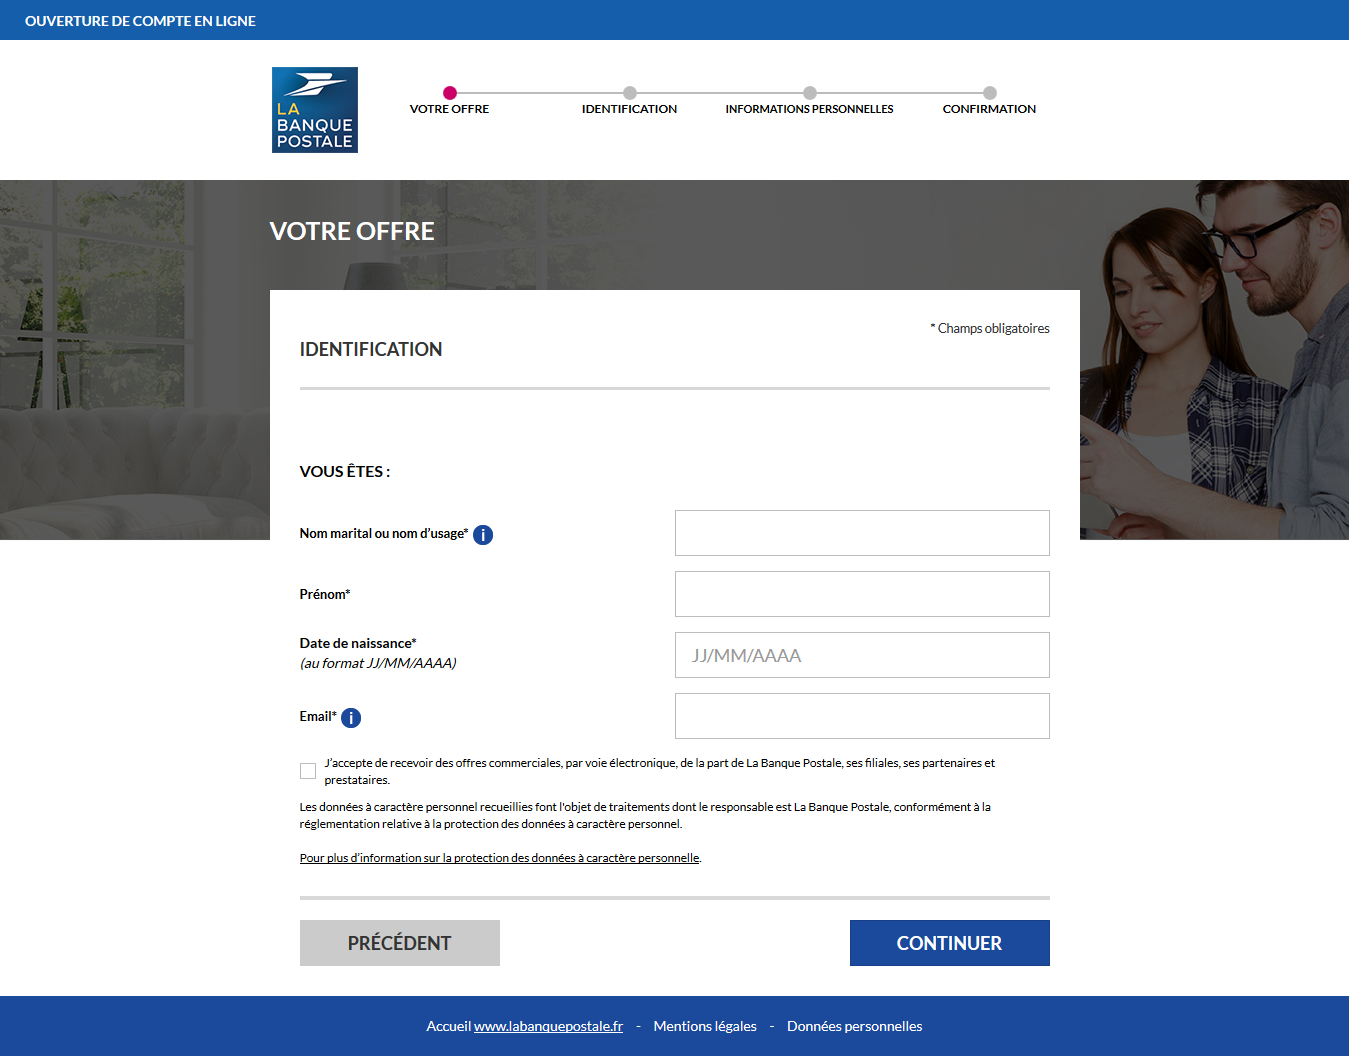 OUVERTURE DE COMPTE EN LIGNE
LA
BANQUE
POSTALE
VOTRE OFFRE
IDENTIFICATION
INFORMATIONS PERSONNELLES
CONFIRMATION
VOTRE OFFRE
* Champs obligatoires
IDENTIFICATION
VOUS ÊTES :
Nom marital ou nom d’usage* i
Prénom*
Date de naissance*
(au format JJ/MM/AAAA)
JJ/MM/AAAA
Email* i
J’accepte de recevoir des offres commerciales, par voie électronique, de la part de La Banque Postale, ses filiales, ses partenaires et
prestataires.
Les données à caractère personnel recueillies font l'objet de traitements dont le responsable est La Banque Postale, conformément à la
réglementation relative à la protection des données à caractère personnel.
Pour plus d’information sur la protection des données à caractère personnelle.
PRÉCÉDENT
CONTINUER
Accueil www.labanquepostale.fr - Mentions légales - Données personnelles